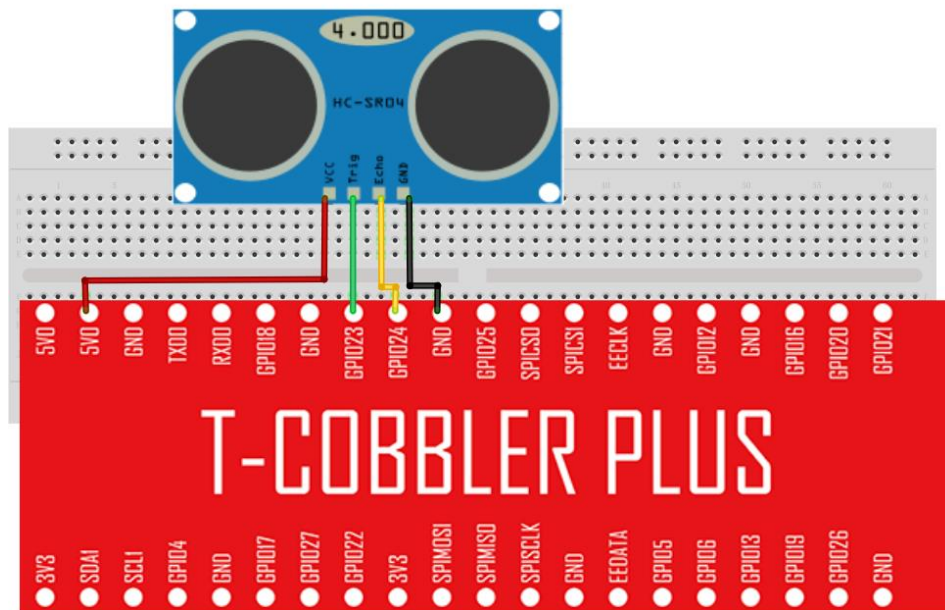 4.000
HC-SR04
VCC Trig Echo GND
5V0 5V0 GND TXD0 RXD0 GPIO18 GND GPIO23 GPIO24 GND GPIO25 SPICS0 SPICS1 EECLK GND GPIO12 GND GPIO16 GPIO20 GPIO21
T-COBBLER PLUS
3V3 SDA1 SCL1 GPIO4 GND GPIO17 GPIO27 GPIO22 3V3 SPIMOSI SPIMISO SPISCLK GND EEDATA GPIO5 GPIO6 GPIO13 GPIO19 GPIO26 GND